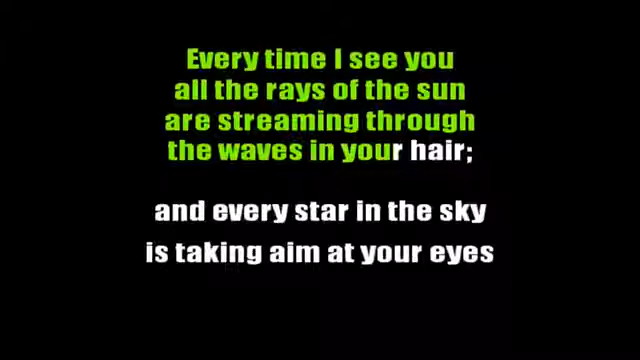 Every time I see you
all the rays of the sun
are streaming through
the waves in your hair;
and every star in the sky
is taking aim at your eyes